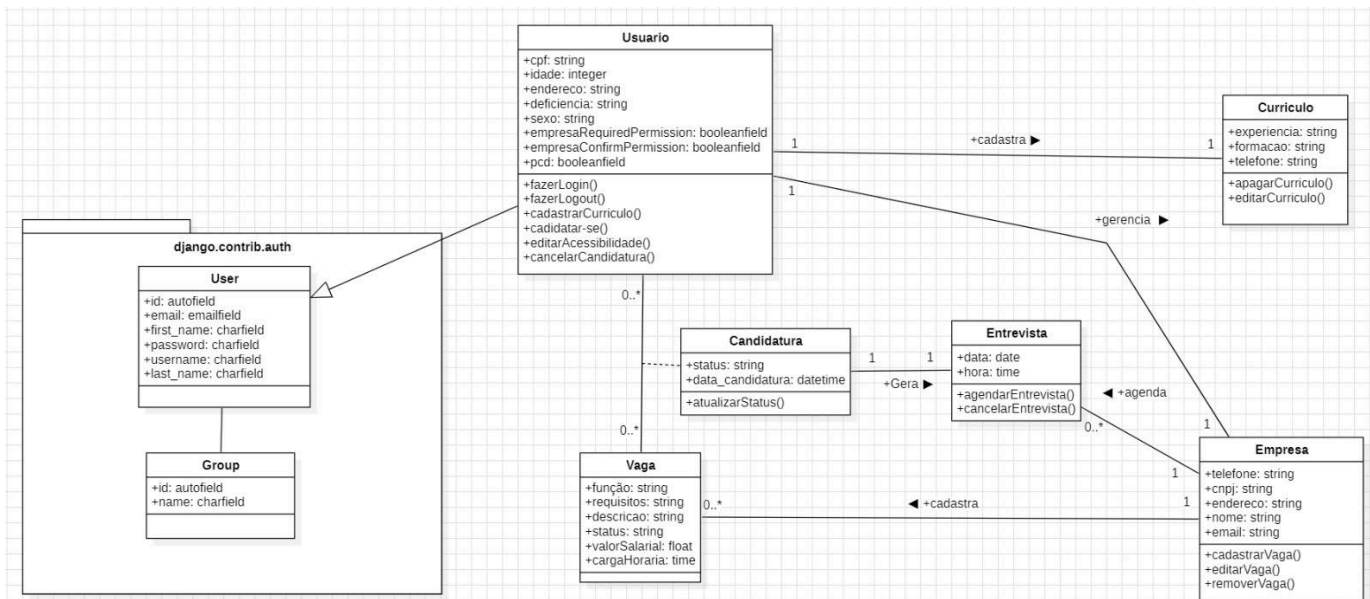 Usuario
+cpf: string
+idade: integer
+endereco: string
+deficiencia: string
+sexo: string
+empresaRequiredPermission: booleanfield
+empresaConfirmPermission: booleanfield
+pcd: booleanfield
+fazerLogin()
+fazerLogout()
+cadastrarCurriculo()
+cadidatar-se()
+editarAcessibilidade()
+cancelarCandidatura()
1
+cadastra ►
1
Curriculo
+experiencia: string
+formacao: string
+telefone: string
+apagarCurriculo()
+editarCurriculo()
1
+gerencia ►
1
django.contrib.auth
User
+id: autofield
+email: emailfield
+first_name: charfield
+password: charfield
+username: charfield
+last_name: charfield
Group
+id: autofield
+name: charfield
0..*
0..*
Candidatura
+status: string
+data_candidatura: datetime
+atualizarStatus()
1
1
+Gera ►
Entrevista
+data: date
+hora: time
+agendarEntrevista()
+cancelarEntrevista()
◄ +agenda
0..*
1
Vaga
+função: string
+requisitos: string
+descricao: string
+status: string
+valorSalarial: float
+cargaHoraria: time
0..*
◄ +cadastra
1
Empresa
+telefone: string
+cnpj: string
+endereco: string
+nome: string
+email: string
+cadastrarVaga()
+editarVaga()
+removerVaga()